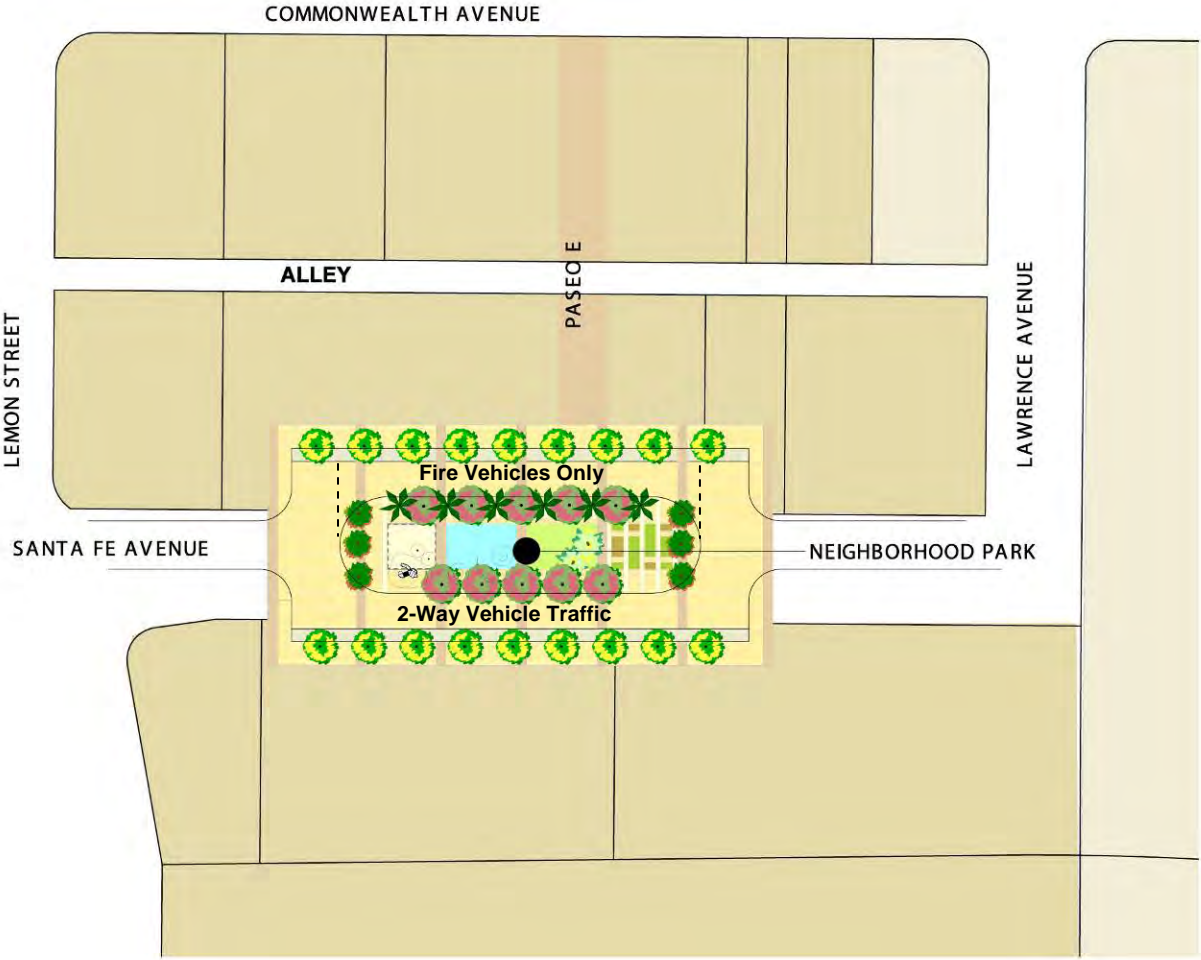 COMMONWEALTH AVENUE
ALLEY
PASEO E
LEMON STREET
LAWRENCE AVENUE
Fire Vehicles Only
SANTA FE AVENUE
NEIGHBORHOOD PARK
2-Way Vehicle Traffic